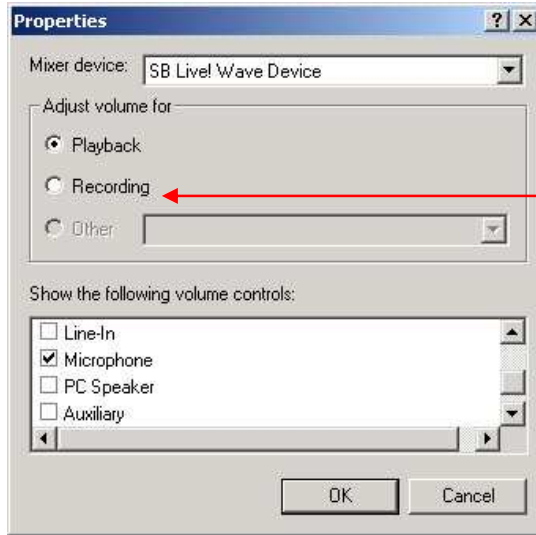 Properties
Mixer device: SB Live! Wave Device
Adjust volume for
Playback
Recording
Other
Show the following volume controls:
Line-In
Microphone
PC Speaker
Auxiliary
OK Cancel